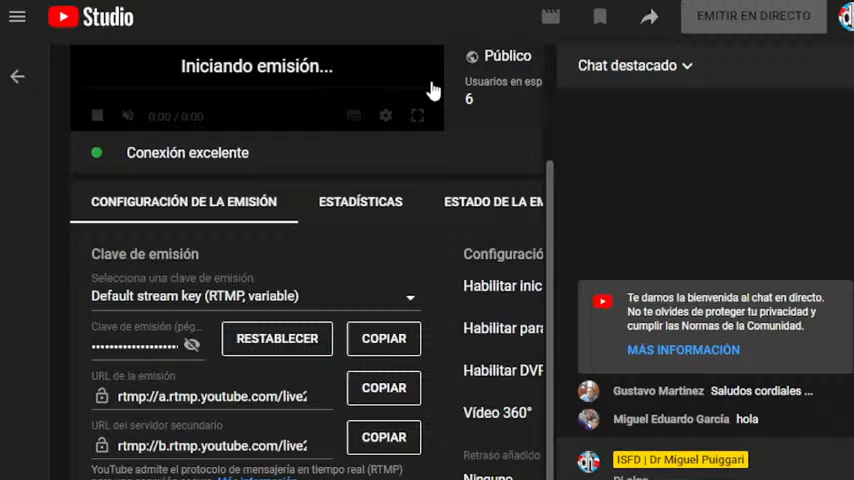 Studio
EMITIR EN DIRECTO
Iniciando emisión...
0:00 / 0:00
Público
Usuarios en esp
6
Chat destacado
Conexión excelente
CONFIGURACIÓN DE LA EMISIÓN
ESTADÍSTICAS
ESTADO DE LA EM
Clave de emisión
Selecciona una clave de emisión
Default stream key (RTMP, variable)
Clave de emisión (pég...
RESTABLECER
COPIAR
URL de la emisión
rtmp://a.rtmp.youtube.com/live2
COPIAR
URL del servidor secundario
rtmp://b.rtmp.youtube.com/live2
COPIAR
YouTube admite el protocolo de mensajería en tiempo real (RTMP)
Configuració
Habilitar inic
Habilitar para
Habilitar DVR
Vídeo 360°
Retraso añadido
Ninguno
Te damos la bienvenida al chat en directo.
No te olvides de proteger tu privacidad y
cumplir las Normas de la Comunidad.
MÁS INFORMACIÓN
Gustavo Martinez Saludos cordiales ...
Miguel Eduardo García hola
ISFD | Dr Miguel Puiggari